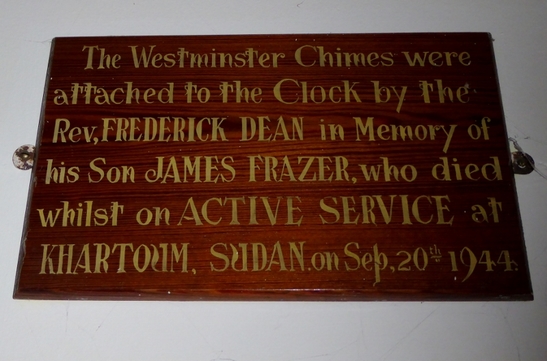 The Westminster Chimes were
attached to the Clock by the
Rev, FREDERICK DEAN in Memory of
his Son JAMES FRAZER, who died
whilst on ACTIVE SERVICE at
KHARTOUM, SUDAN. on Sep, 20th 1944.